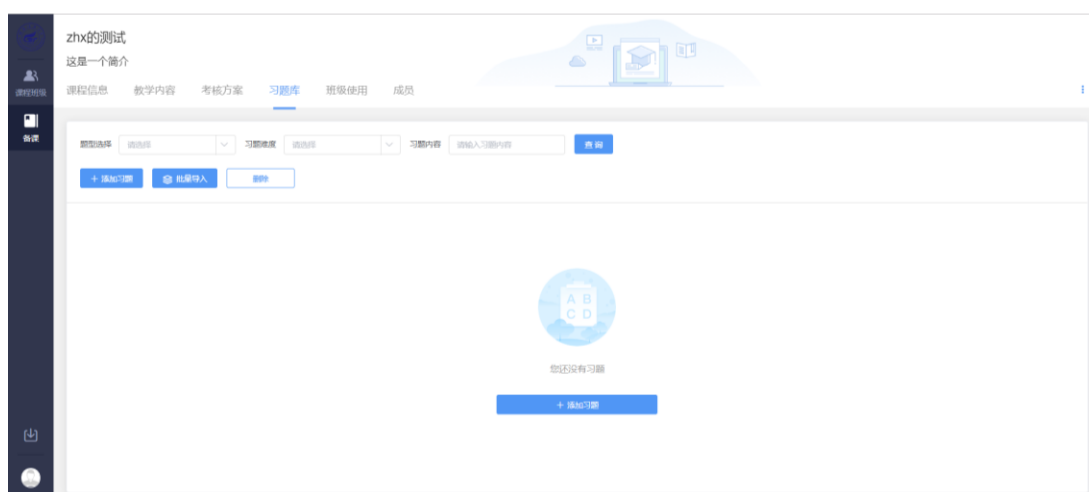 zhx的测试
这是一个简介
课程班级
备课
课程信息 教学内容 考核方案 习题库 班级使用 成员
题型选择 请选择 习题难度 请选择 习题内容 请输入习题内容 查询
+ 添加习题 批量导入 删除
A B
C D
您还没有习题
+ 添加习题